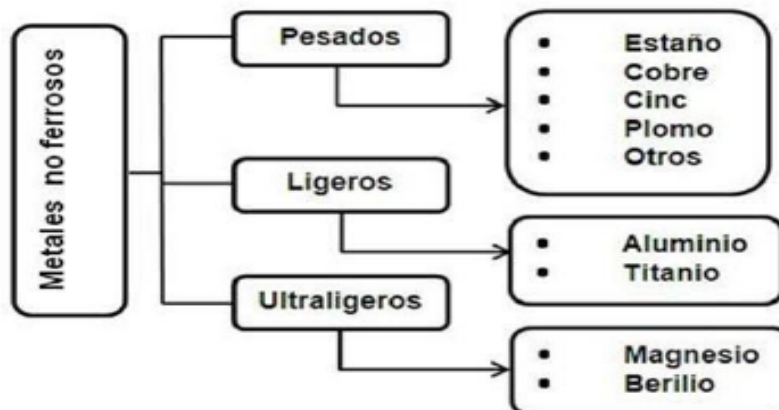 Metales no ferrosos
Pesados
• Estaño
• Cobre
• Cinc
• Plomo
• Otros
Ligeros
• Aluminio
• Titanio
Ultraligeros
• Magnesio
• Berilio